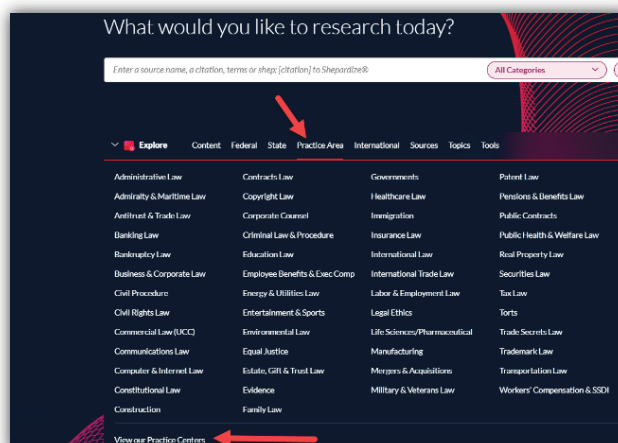 What would you like to research today?
Enter a source name, a citation, terms or shep: [citation] to Shepardize®
All Categories
Explore Content Federal State Practice Area International Sources Topics Tools
Administrative Law Contracts Law Governments Patent Law
Admiralty & Maritime Law Copyright Law Healthcare Law Pensions & Benefits Law
Antitrust & Trade Law Corporate Counsel Immigration Public Contracts
Banking Law Criminal Law & Procedure Insurance Law Public Health & Welfare Law
Bankruptcy Law Education Law International Law Real Property Law
Business & Corporate Law Employee Benefits & Exec Comp International Trade Law Securities Law
Civil Procedure Energy & Utilities Law Labor & Employment Law Tax Law
Civil Rights Law Entertainment & Sports Legal Ethics Torts
Commercial Law (UCC) Environmental Law Life Sciences/Pharmaceutical Trade Secrets Law
Communications Law Equal Justice Manufacturing Trademark Law
Computer & Internet Law Estate, Gift & Trust Law Mergers & Acquisitions Transportation Law
Constitutional Law Evidence Military & Veterans Law Workers' Compensation & SSDI
Construction Family Law
View our Practice Centers